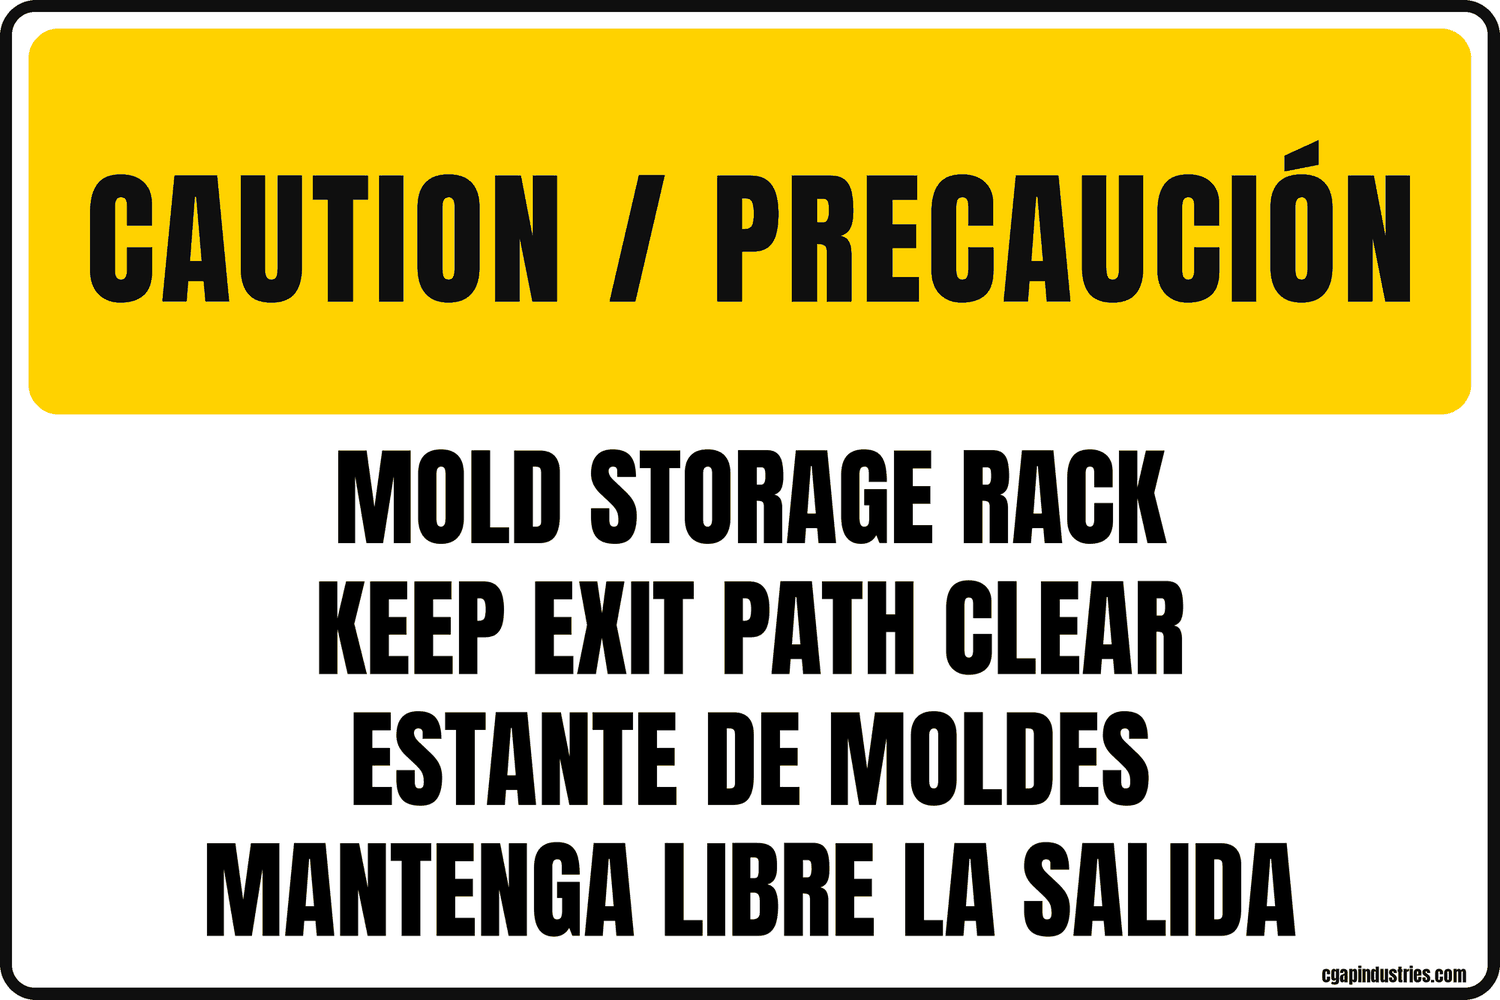 CAUTION / PRECAUCIÓN
MOLD STORAGE RACK
KEEP EXIT PATH CLEAR
ESTANTE DE MOLDES
MANTENGA LIBRE LA SALIDA
cgapindustries.com